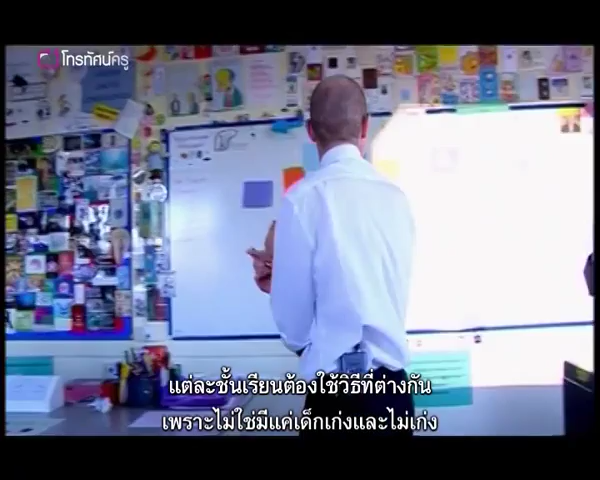 โทรทัศน์ครู
แต่ละชั้นเรียนต้องใช้วิธีที่ต่างกัน
เพราะไม่ใช่มีแค่เด็กเก่งและไม่เก่ง